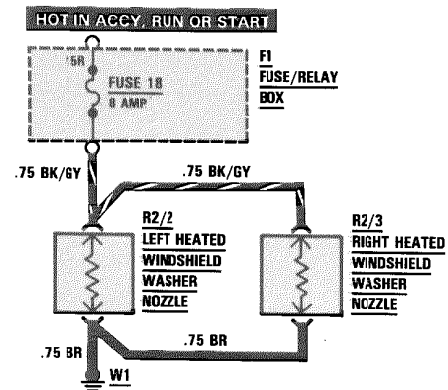 HOT IN ACCY, RUN OR START
15R
FUSE 18
8 AMP
F1
FUSE/RELAY
BOX
.75 BK/GY
.75 BK/GY
R2/2
LEFT HEATED
WINDSHIELD
WASHER
NOZZLE
R2/3
RIGHT HEATED
WINDSHIELD
WASHER
NOZZLE
.75 BR
.75 BR
W1